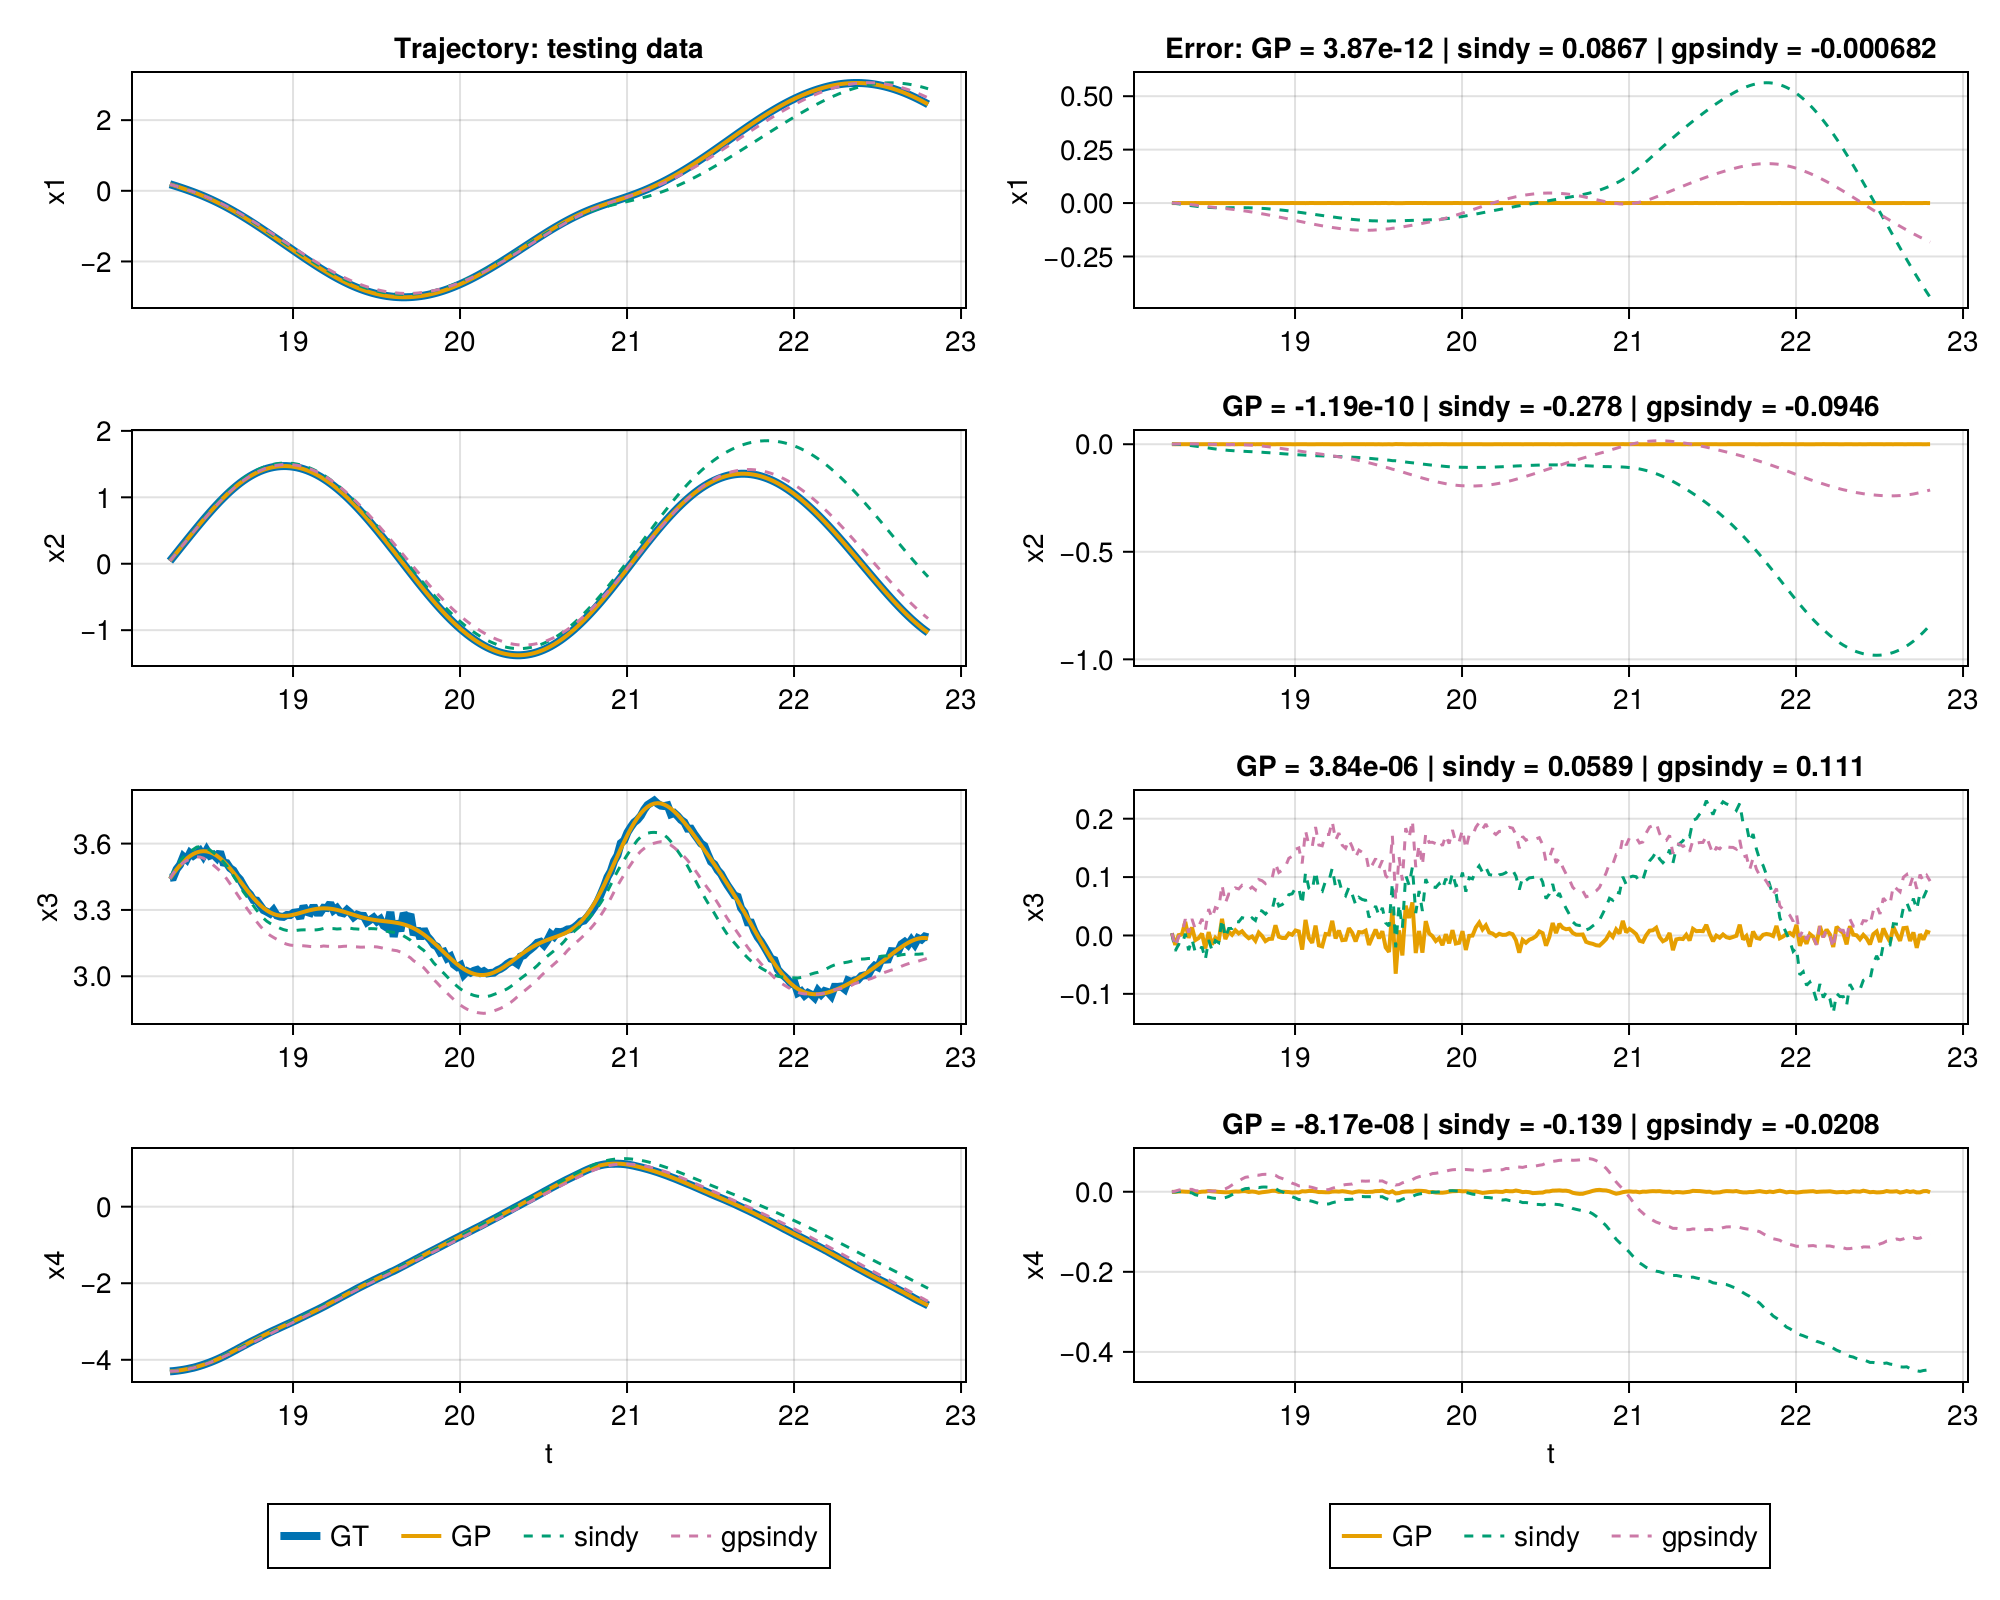 Trajectory: testing data
2
0
−2
x1
19 20 21 22 23
Error: GP = 3.87e-12 | sindy = 0.0867 | gpsindy = -0.000682
0.50
0.25
0.00
−0.25
x1
19 20 21 22 23
2
1
0
−1
x2
19 20 21 22 23
GP = -1.19e-10 | sindy = -0.278 | gpsindy = -0.0946
0.0
−0.5
−1.0
x2
19 20 21 22 23
3.6
3.3
3.0
x3
19 20 21 22 23
GP = 3.84e-06 | sindy = 0.0589 | gpsindy = 0.111
0.2
0.1
0.0
−0.1
x3
19 20 21 22 23
0
−2
−4
x4
19 20 21 22 23
t
GP = -8.17e-08 | sindy = -0.139 | gpsindy = -0.0208
0.0
−0.2
−0.4
x4
19 20 21 22 23
t
GT GP sindy gpsindy
GP sindy gpsindy